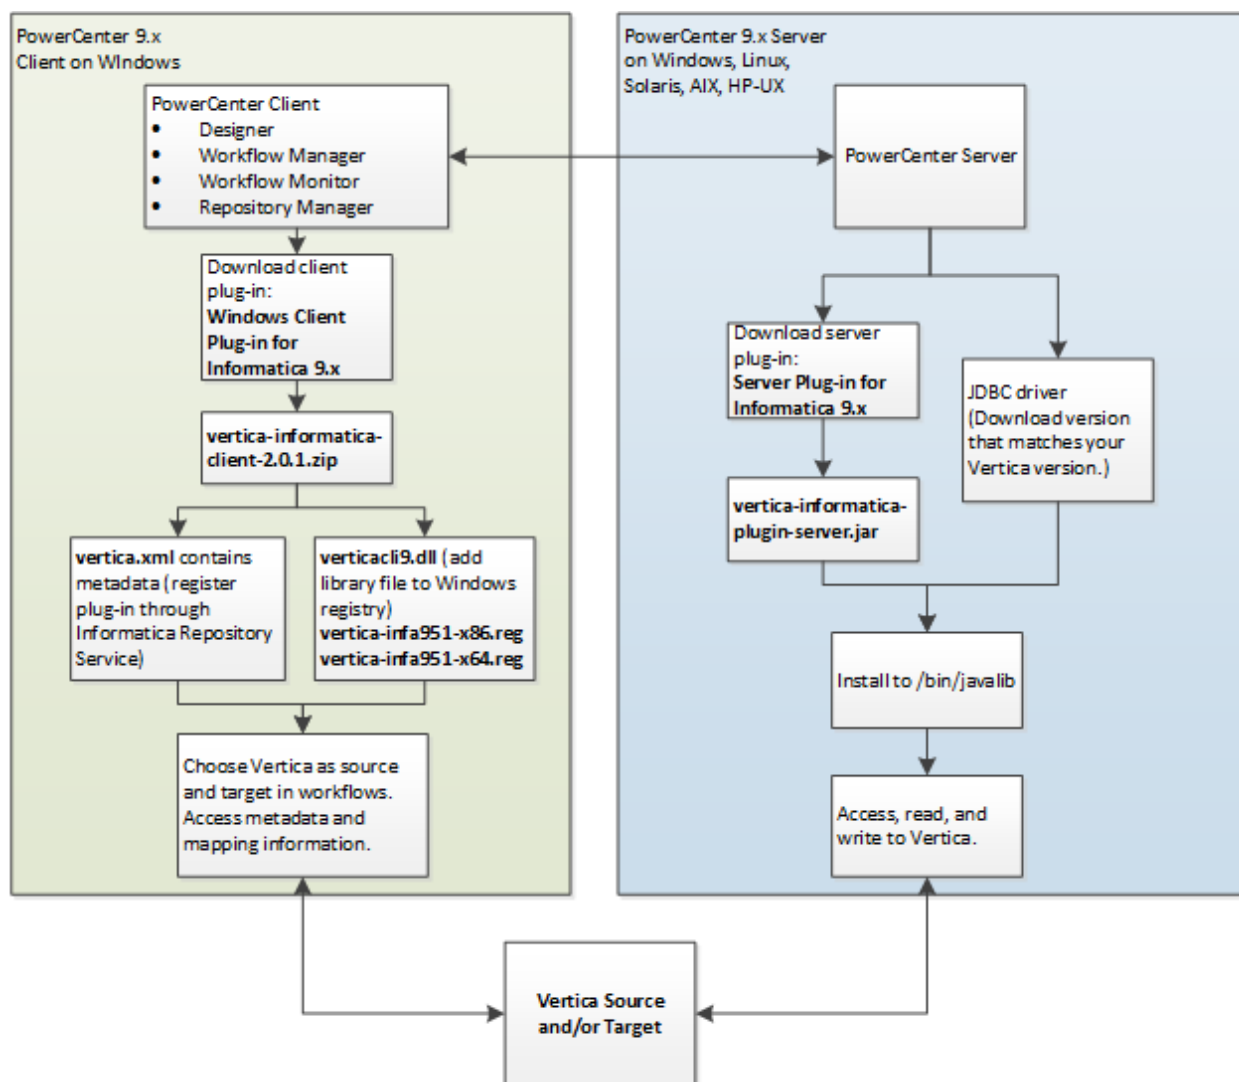 PowerCenter 9.x
Client on WIndows
PowerCenter Client
• Designer
• Workflow Manager
• Workflow Monitor
• Repository Manager
Download client
plug-in:
Windows Client
Plug-in for
Informatica 9.x
vertica-informatica-
client-2.0.1.zip
vertica.xml contains
metadata (register
plug-in through
Informatica Repository
Service)
verticacli9.dll (add
library file to Windows
registry)
vertica-infa951-x86.reg
vertica-infa951-x64.reg
Choose Vertica as source
and target in workflows.
Access metadata and
mapping information.
PowerCenter 9.x Server
on Windows, Linux,
Solaris, AIX, HP-UX
PowerCenter Server
Download server
plug-in:
Server Plug-in for
Informatica 9.x
JDBC driver
(Download version
that matches your
Vertica version.)
vertica-informatica-
plugin-server.jar
Install to /bin/javalib
Access, read, and
write to Vertica.
Vertica Source
and/or Target